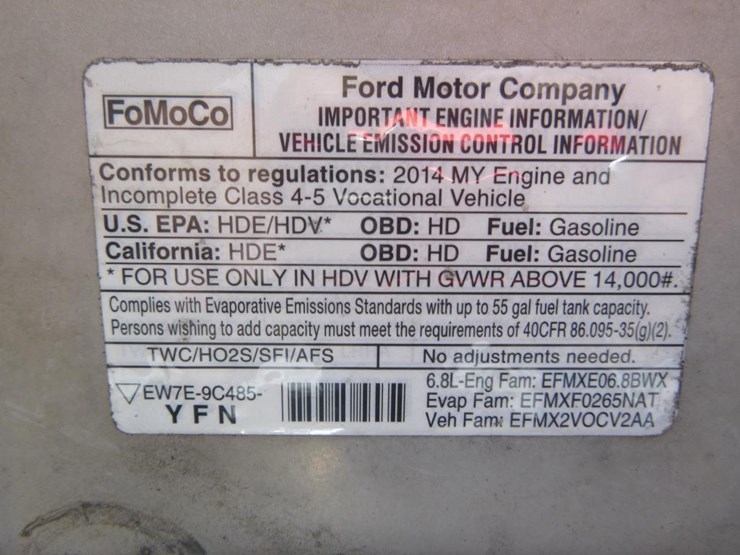 FoMoCo
Ford Motor Company
IMPORTANT ENGINE INFORMATION/
VEHICLE EMISSION CONTROL INFORMATION
Conforms to regulations: 2014 MY Engine and
Incomplete Class 4-5 Vocational Vehicle
U.S. EPA: HDE/HDV* OBD: HD Fuel: Gasoline
California: HDE* OBD: HD Fuel: Gasoline
* FOR USE ONLY IN HDV WITH GVWR ABOVE 14,000#.
Complies with Evaporative Emissions Standards with up to 55 gal fuel tank capacity.
Persons wishing to add capacity must meet the requirements of 40CFR 86.095-35(g)(2).
TWC/HO2S/SFI/AFS
No adjustments needed.
EW7E-9C485-
YFN
6.8L-Eng Fam: EFMXE06.8BWX
Evap Fam: EFMXF0265NAT
Veh Fam: EFMX2VOCV2AA